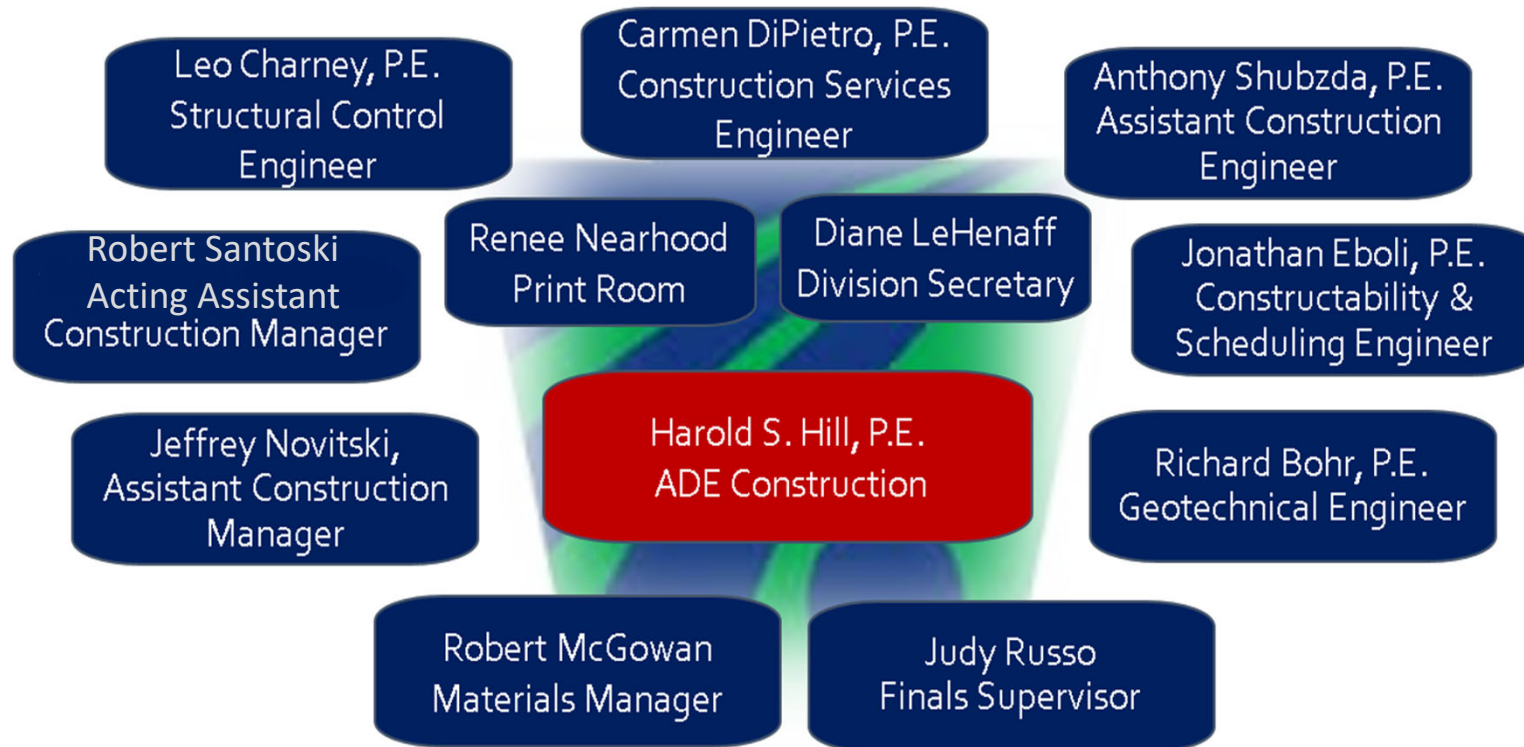 Leo Charney, P.E.
Structural Control
Engineer
Carmen DiPietro, P.E.
Construction Services
Engineer
Anthony Shubzda, P.E.
Assistant Construction
Engineer
Robert Santoski
Acting Assistant
Construction Manager
Renee Nearhood
Print Room
Diane LeHenaff
Division Secretary
Jonathan Eboli, P.E.
Constructability &
Scheduling Engineer
Jeffrey Novitski,
Assistant Construction
Manager
Harold S. Hill, P.E.
ADE Construction
Richard Bohr, P.E.
Geotechnical Engineer
Robert McGowan
Materials Manager
Judy Russo
Finals Supervisor